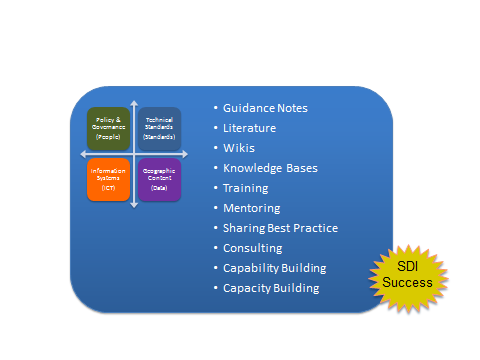 Policy &
Governance
(People)
Technical
Standards
(Standards)
Information
Systems
(ICT)
Geographic
Content
(Data)
• Guidance Notes
• Literature
• Wikis
• Knowledge Bases
• Training
• Mentoring
• Sharing Best Practice
• Consulting
• Capability Building
• Capacity Building
SDI
Success